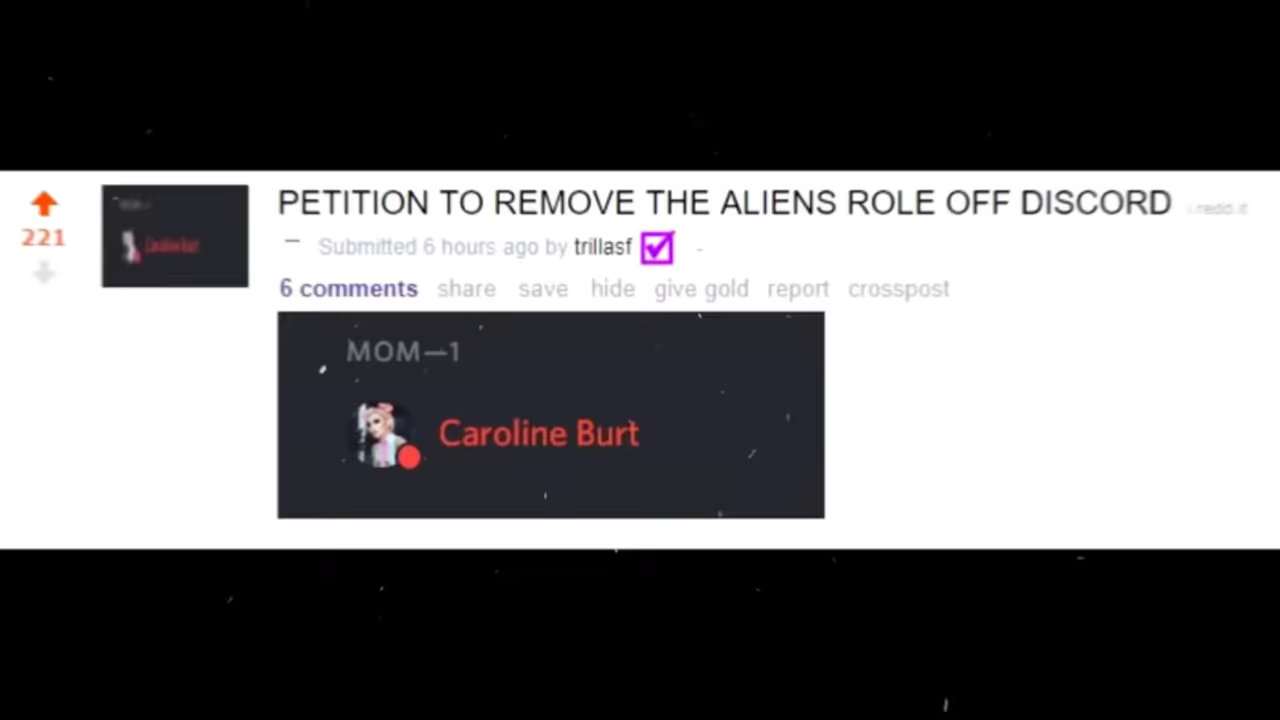 PETITION TO REMOVE THE ALIENS ROLE OFF DISCORD
221
Submitted 6 hours ago by trillasf
6 comments share save hide give gold report crosspost
MOM—1
Caroline Burt